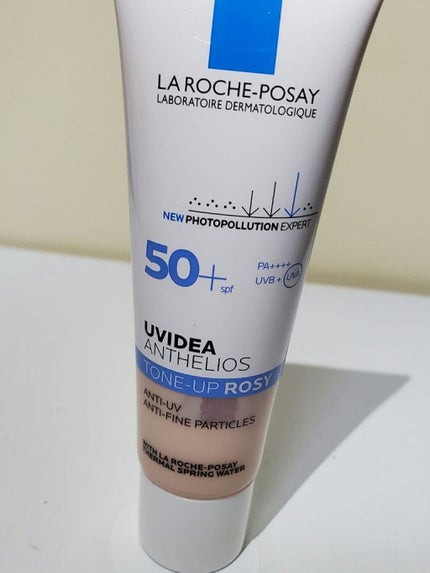 LA ROCHE-POSAY
LABORATOIRE DERMATOLOGIQUE
NEW PHOTOPOLLUTION EXPERT
50+ spf
PA++++
UVB + UVA
UVIDEA
ANTHELIOS
TONE-UP ROSY
ANTI-UV
ANTI-FINE PARTICLES
WITH LA ROCHE-POSAY
THERMAL SPRING WATER